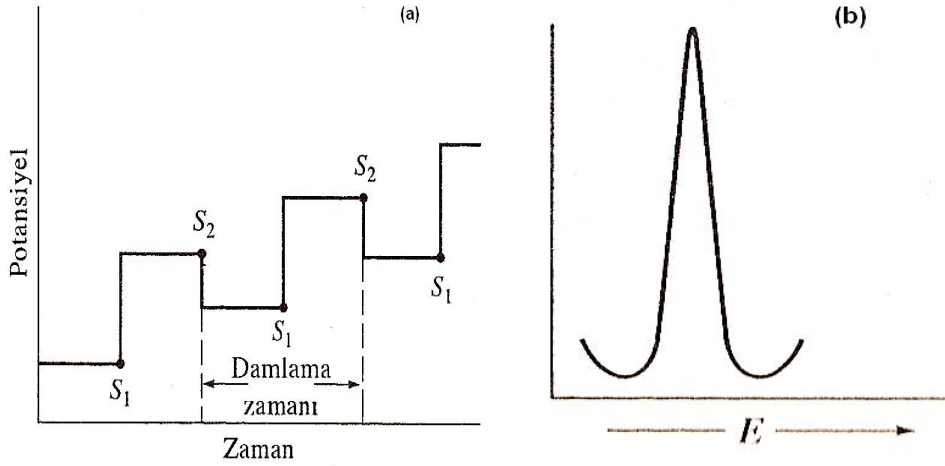 (a)
Potansiyel
S₂
S₂
S₁
S₁
S₁
Damlama
zamanı
Zaman
(b)
E